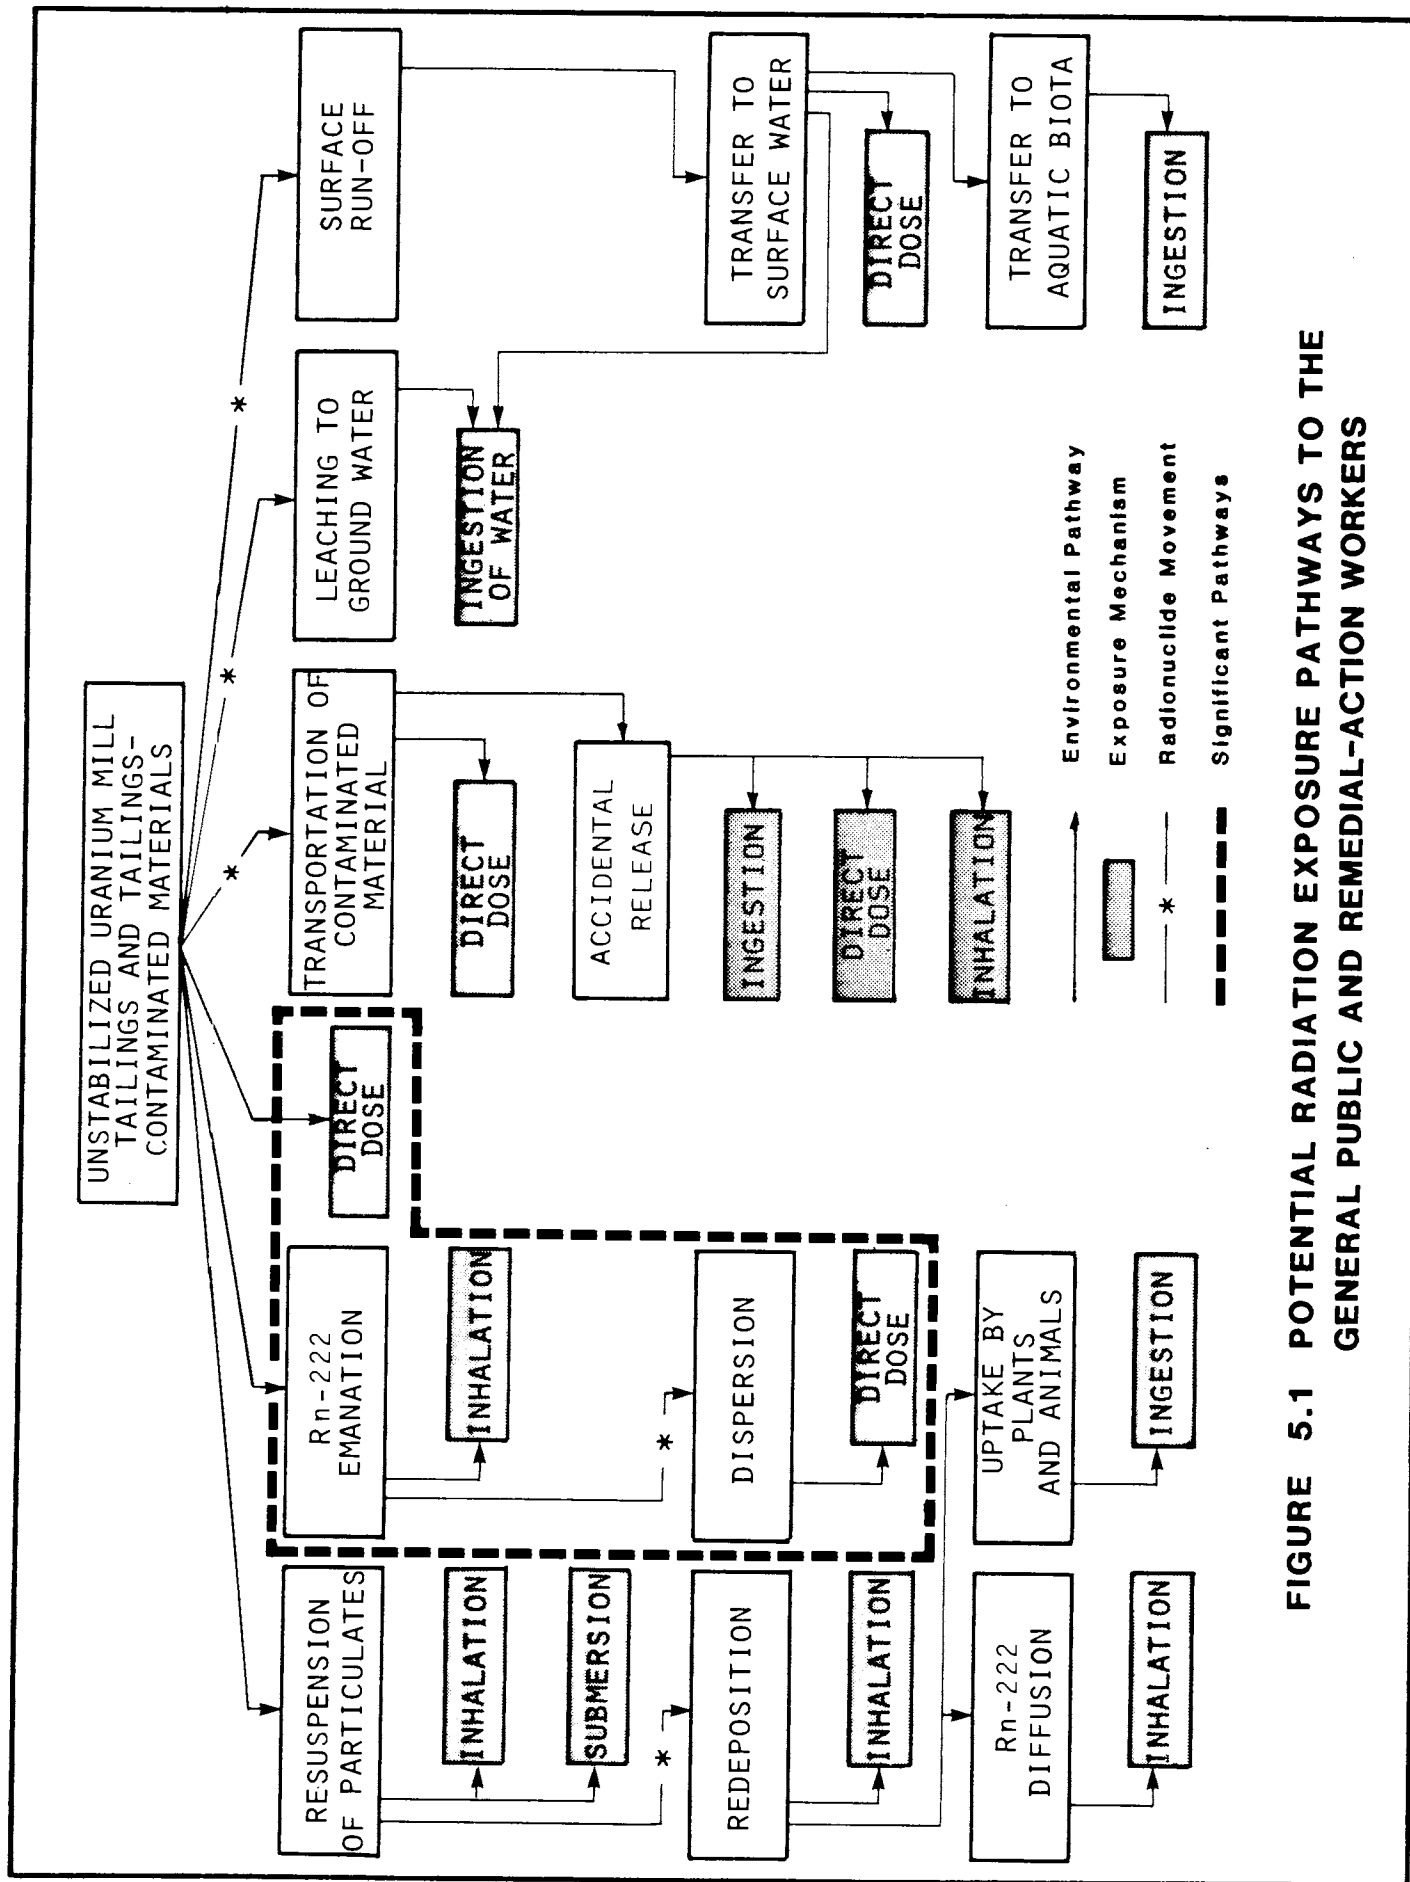 UNSTABILIZED URANIUM MILL
TAILINGS AND TAILINGS-
CONTAMINATED MATERIALS
RESUSPENSION
OF PARTICULATES
INHALATION
SUBMERSION
REDEPOSITION
INHALATION
Rn-222
DIFFUSION
INHALATION
Rn-222
EMANATION
INHALATION
DISPERSION
DIRECT
DOSE
UPTAKE BY
PLANTS
AND ANIMALS
INGESTION
DIRECT
DOSE
TRANSPORTATION OF
CONTAMINATED
MATERIAL
DIRECT
DOSE
ACCIDENTAL
RELEASE
INGESTION
DIRECT
DOSE
INHALATION
LEACHING TO
GROUND WATER
INGESTION
OF WATER
SURFACE
RUN-OFF
TRANSFER TO
SURFACE WATER
DIRECT
DOSE
TRANSFER TO
AQUATIC BIOTA
INGESTION
Environmental Pathway
Exposure Mechanism
* Radionuclide Movement
Significant Pathways
FIGURE 5.1 POTENTIAL RADIATION EXPOSURE PATHWAYS TO THE
GENERAL PUBLIC AND REMEDIAL-ACTION WORKERS